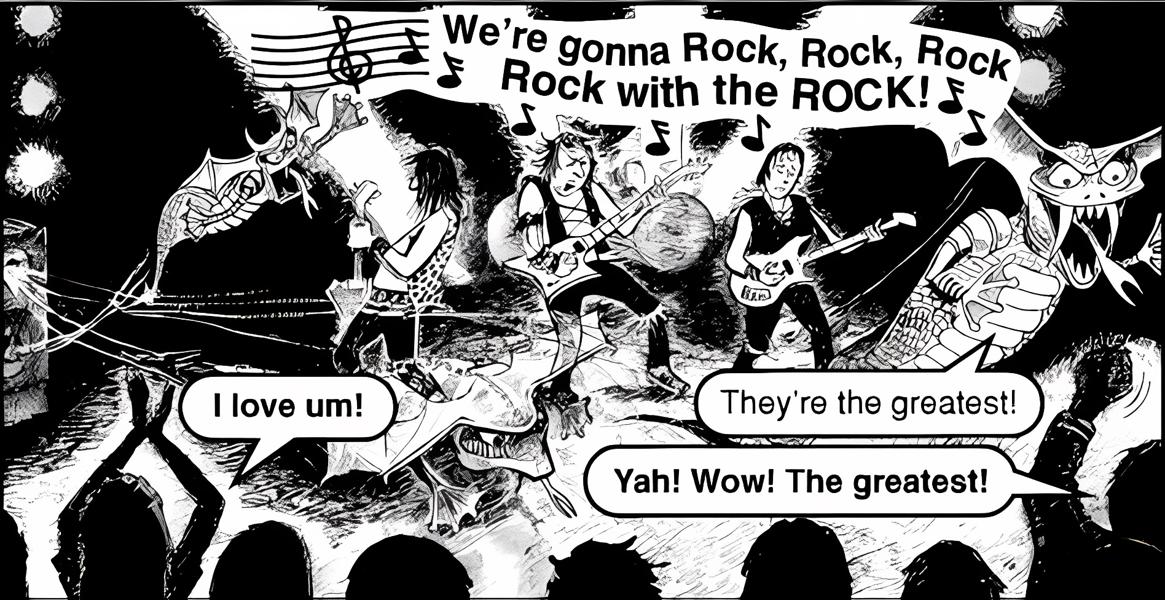 We're gonna Rock, Rock, Rock
Rock with the ROCK!
I love um!
They're the greatest!
Yah! Wow! The greatest!